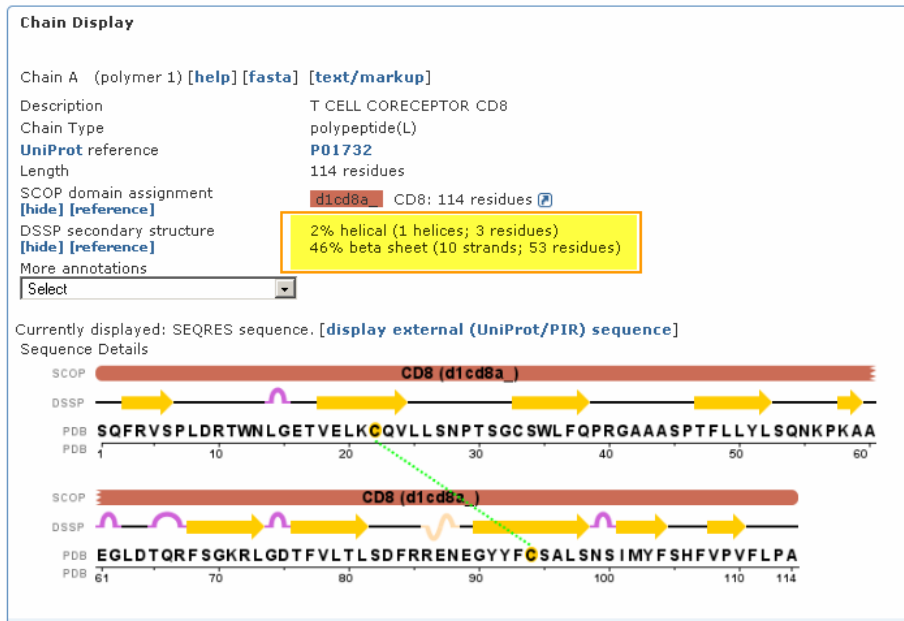 Chain Display
Chain A (polymer 1) [help] [fasta] [text/markup]
Description T CELL CORECEPTOR CD8
Chain Type polypeptide(L)
UniProt reference P01732
Length 114 residues
SCOP domain assignment
[hide] [reference] d1cd8a_ CD8: 114 residues
DSSP secondary structure 2% helical (1 helices; 3 residues)
[hide] [reference] 46% beta sheet (10 strands; 53 residues)
More annotations
Select
Currently displayed: SEQRES sequence. [display external (UniProt/PIR) sequence]
Sequence Details
SCOP CD8 (d1cd8a_)
DSSP
PDB SQFRVSPLDRTWNLGETVELKCQVLLSNPTSGCSWLFQPRGAAASPTFLLYLSQNKPKAA
PDB 1 10 20 30 40 50 60
SCOP CD8 (d1cd8a_)
DSSP
PDB EGLDTQRFSGKRLGDTFVLTLSDFRRENEGYYFCSALSNSIMYFSHFVPVFLPA
PDB 61 70 80 90 100 110 114